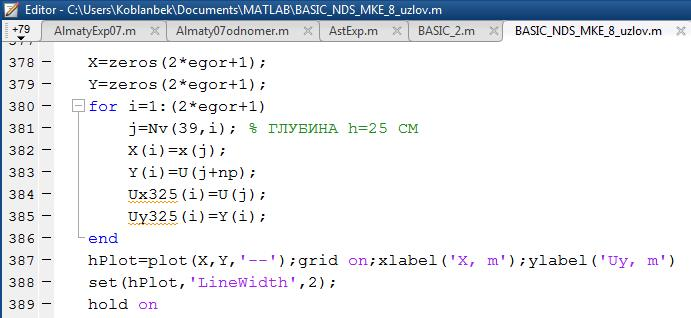 Editor - C:\Users\Koblanbek\Documents\MATLAB\BASIC_NDS_MKE_8_uzlov.m
+79 AlmatyExp07.m Almaty07odnomer.m AstExp.m BASIC_2.m BASIC_NDS_MKE_8_uzlov.m
377
378 - X=zeros(2*egor+1);
379 - Y=zeros(2*egor+1);
380 - for i=1:(2*egor+1)
381 - j=Nv(39,i); % ГЛУБИНА h=25 СМ
382 - X(i)=x(j);
383 - Y(i)=U(j+np);
384 - Ux325(i)=U(j);
385 - Uy325(i)=Y(i);
386 - end
387 - hPlot=plot(X,Y,'--');grid on;xlabel('X, m');ylabel('Uy, m')
388 - set(hPlot,'LineWidth',2);
389 - hold on